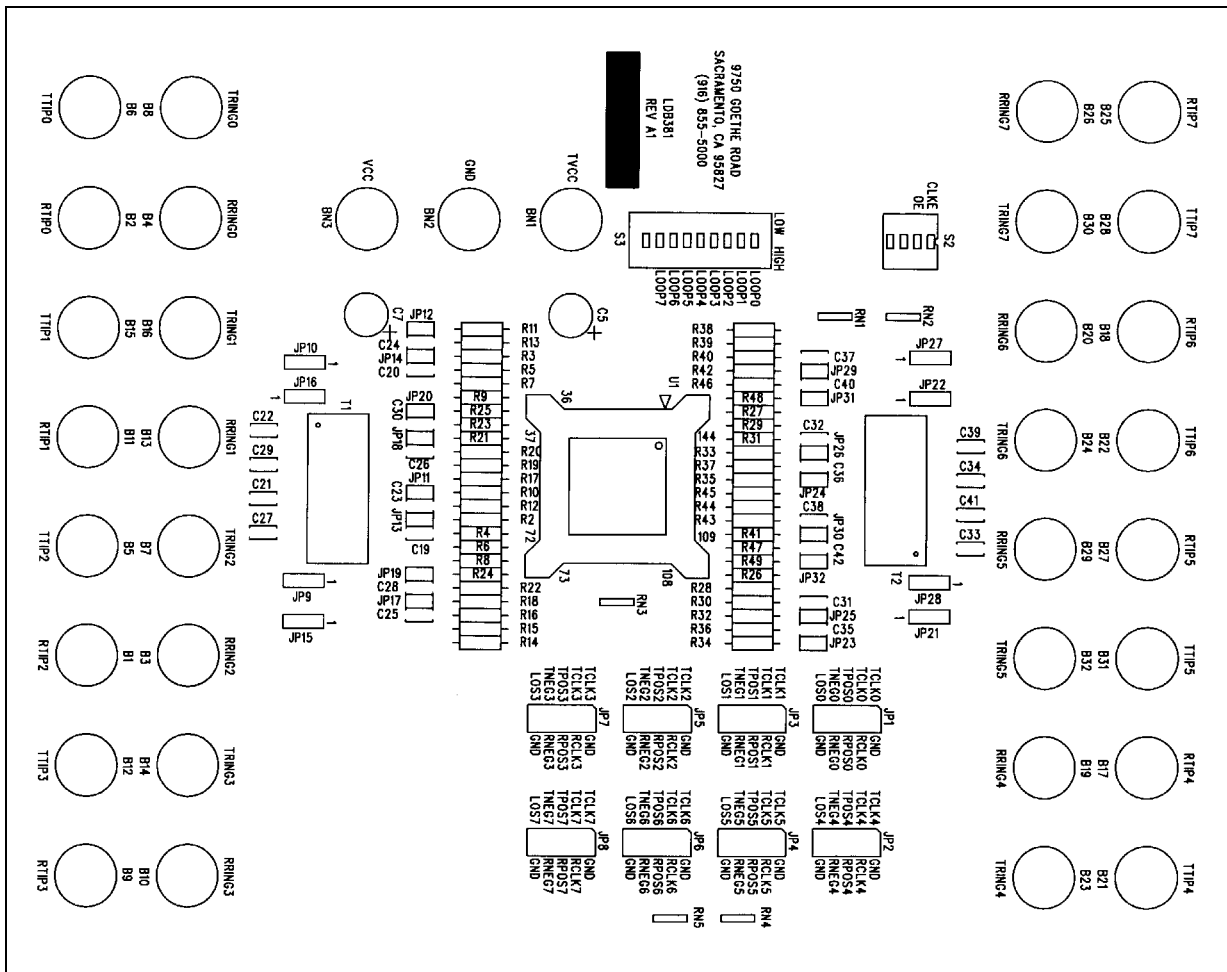 9750 GOETHE ROAD
SACRAMENTO, CA 95827
(916) 855-5000
LDB381
REV A1
TTIP0
B6
B8
TRING0
RTIP0
B2
B4
RRING0
TTIP1
B15
B16
TRING1
RTIP1
B11
B13
RRING1
TTIP2
B5
B7
TRING2
RTIP2
B1
B3
RRING2
TTIP3
B12
B14
TRING3
RTIP3
B9
B10
RRING3
VCC
BN3
GND
BN2
TVCC
BN1
S3
LOW
HIGH
LOOP7
LOOP6
LOOP5
LOOP4
LOOP3
LOOP2
LOOP1
LOOP0
CLKE
OE
S2
RN1
RN2
C7
+
C5
+
JP10
1
JP16
1
T1
C22
C29
C21
C27
JP9
1
JP15
1
JP12
C24
JP14
C20
JP20
C30
JP18
C26
JP11
C23
JP13
C19
JP19
C28
JP17
C25
R11
R13
R3
R5
R7
R9
R25
R23
R21
R20
R19
R17
R10
R12
R2
R4
R6
R8
R24
R22
R18
R16
R15
R14
U1
36
37
72
73
108
109
144
RN3
R38
R39
R40
R42
R46
R48
R27
R29
R31
R33
R37
R35
R45
R44
R43
R41
R47
R49
R26
R28
R30
R32
R36
R34
C37
JP29
C40
JP31
C32
JP26
C36
JP24
C38
JP30
C42
JP32
C31
JP25
C35
JP23
JP27
1
JP22
1
T2
JP28
1
JP21
1
C39
C34
C41
C33
RRING7
B26
B25
RTIP7
TRING7
B30
B28
TTIP7
RRING6
B20
B18
RTIP6
TRING6
B24
B22
TTIP6
RRING5
B29
B27
RTIP5
TRING5
B32
B31
TTIP5
RRING4
B19
B17
RTIP4
TRING4
B23
B21
TTIP4
LOS3
TNEG3
TPOS3
TCLK3
JP7
GND
RNEG3
RPOS3
RCLK3
GND
LOS2
TNEG2
TPOS2
TCLK2
JP5
GND
RNEG2
RPOS2
RCLK2
GND
LOS1
TNEG1
TPOS1
TCLK1
JP3
GND
RNEG1
RPOS1
RCLK1
GND
LOS0
TNEG0
TPOS0
TCLK0
JP1
GND
RNEG0
RPOS0
RCLK0
GND
LOS7
TNEG7
TPOS7
TCLK7
JP8
GND
RNEG7
RPOS7
RCLK7
GND
LOS6
TNEG6
TPOS6
TCLK6
JP6
GND
RNEG6
RPOS6
RCLK6
GND
LOS5
TNEG5
TPOS5
TCLK5
JP4
GND
RNEG5
RPOS5
RCLK5
GND
LOS4
TNEG4
TPOS4
TCLK4
JP2
GND
RNEG4
RPOS4
RCLK4
GND
RN5
RN4